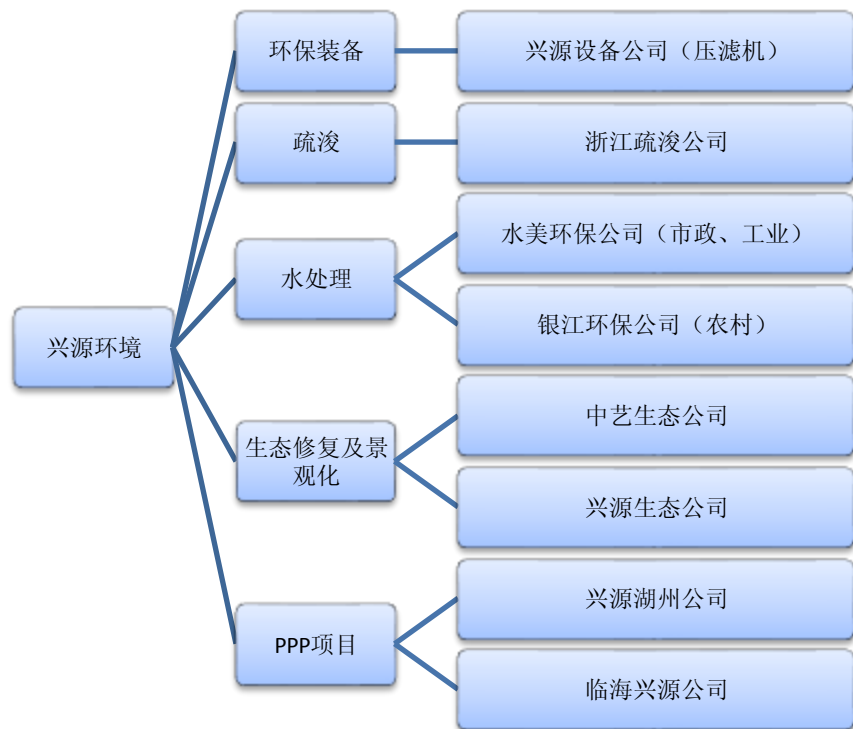 兴源环境
环保装备
兴源设备公司（压滤机）
疏浚
浙江疏浚公司
水处理
水美环保公司（市政、工业）
银江环保公司（农村）
生态修复及景
观化
中艺生态公司
兴源生态公司
PPP项目
兴源湖州公司
临海兴源公司